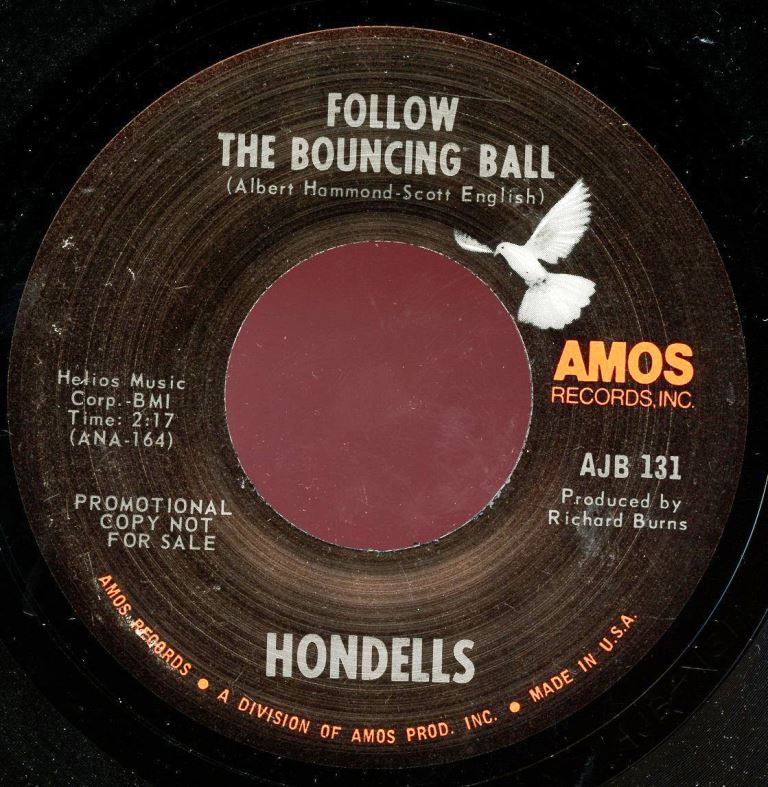 FOLLOW
THE BOUNCING BALL
(Albert Hammond-Scott English)
AMOS
RECORDS, INC.
Helios Music
Corp.-BMI
Time: 2:17
(ANA-164)
AJB 131
Produced by
Richard Burns
PROMOTIONAL
COPY NOT
FOR SALE
HONDELLS
AMOS RECORDS • A DIVISION OF AMOS PROD. INC. • MADE IN U.S.A.